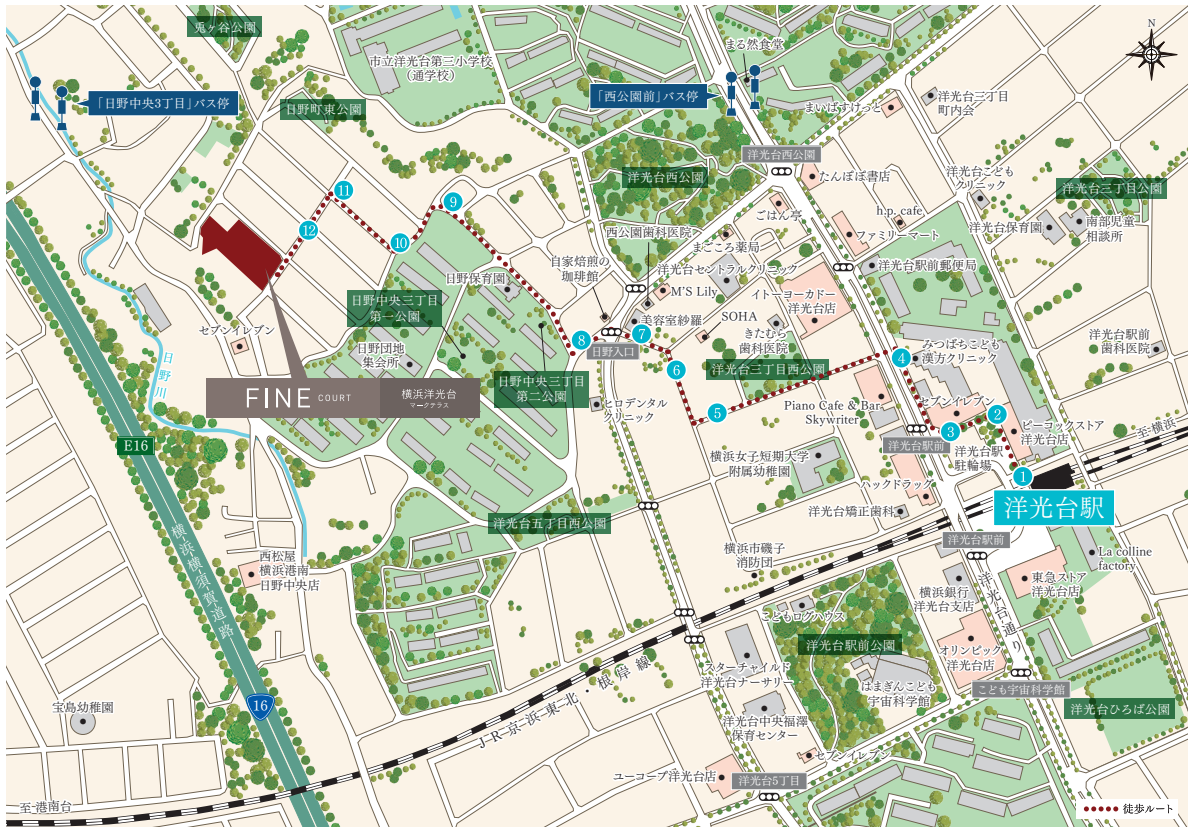 兎ヶ谷公園
市立洋光台第三小学校
(通学校)
まる然食堂
N
「日野中央3丁目」バス停
日野町東公園
「西公園前」バス停
まいばすけっと
洋光台三丁目
町内会
洋光台西公園
洋光台西公園
たんぽぽ書店
洋光台こども
クリニック
洋光台三丁目公園
11
9
12
10
ごはん亭
h.p. cafe
南部児童
相談所
西公園歯科医院
まごころ薬局
ファミリーマート
洋光台保育園
自家焙煎の
珈琲館
洋光台セントラルクリニック
洋光台駅前郵便局
日野保育園
M'S Lily
イトーヨーカドー
洋光台店
日野中央三丁目
第一公園
美容室紗羅
SOHA
セブンイレブン
きたむら
歯科医院
みつばちこども
漢方クリニック
洋光台駅前
歯科医院
日野川
日野団地
集会所
8
7
日野入口
6
4
洋光台三丁目西公園
日野中央三丁目
第二公園
FINE COURT
横浜洋光台
マークテラス
ヒロデンタル
クリニック
5
Piano Cafe & Bar
Skywriter
セブンイレブン
2
3
ピーコックストア
洋光台店
至横浜
E16
洋光台駅前
洋光台駅
駐輪場
横浜女子短期大学
附属幼稚園
ハックドラッグ
1
洋光台駅
洋光台矯正歯科
洋光台五丁目西公園
横浜横須賀道路
西松屋
横浜港南
日野中央店
横浜市磯子
消防団
洋光台駅前
La colline
factory
横浜銀行
洋光台支店
洋光台通り
東急ストア
洋光台店
こどもログハウス
洋光台駅前公園
オリンピック
洋光台店
JR京浜東北・根岸線
スターチャイルド
洋光台ナーサリー
はまぎんこども
宇宙科学館
こども宇宙科学館
16
宝島幼稚園
洋光台中央福澤
保育センター
洋光台ひろば公園
セブンイレブン
ユーコープ洋光台店
洋光台5丁目
至港南台
徒歩ルート